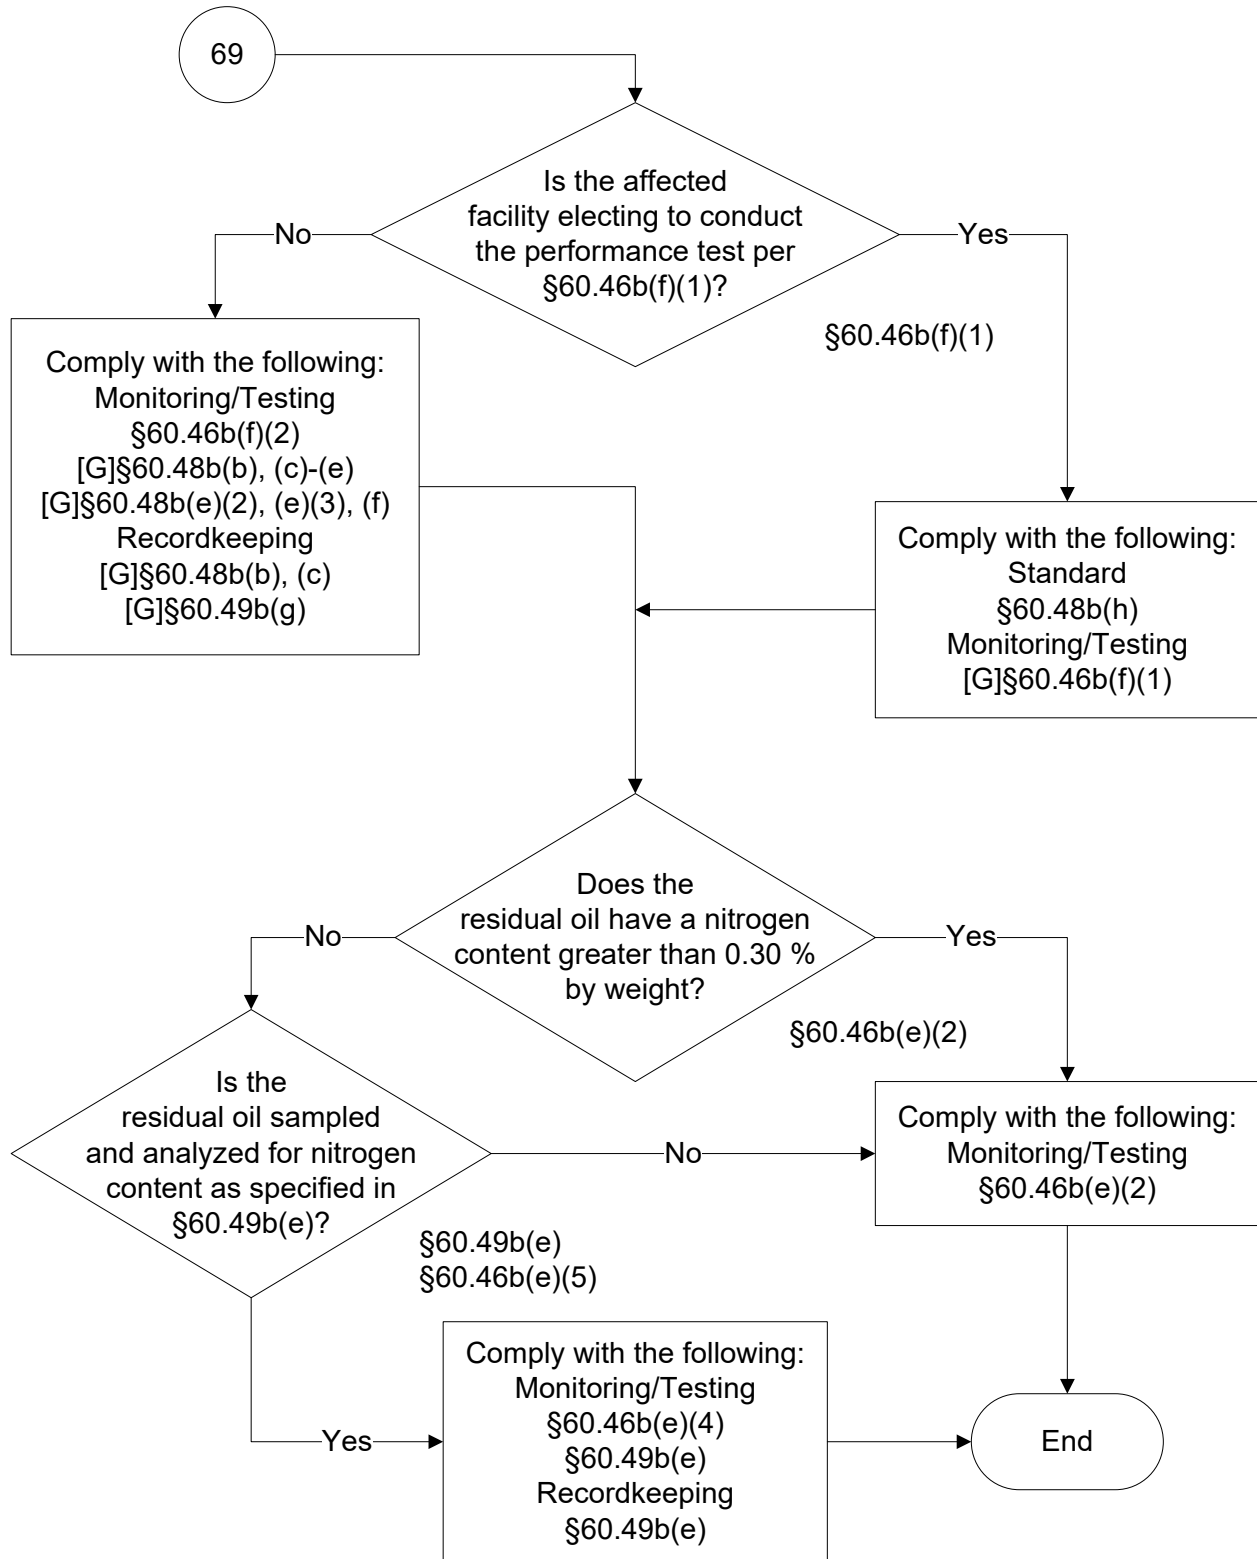 69
Is the affected
facility electing to conduct
the performance test per
§60.46b(f)(1)?
No
Yes
§60.46b(f)(1)
Comply with the following:
Monitoring/Testing
§60.46b(f)(2)
[G]§60.48b(b), (c)-(e)
[G]§60.48b(e)(2), (e)(3), (f)
Recordkeeping
[G]§60.48b(b), (c)
[G]§60.49b(g)
Comply with the following:
Standard
§60.48b(h)
Monitoring/Testing
[G]§60.46b(f)(1)
Does the
residual oil have a nitrogen
content greater than 0.30 %
by weight?
No
Yes
§60.46b(e)(2)
Is the
residual oil sampled
and analyzed for nitrogen
content as specified in
§60.49b(e)?
No
Comply with the following:
Monitoring/Testing
§60.46b(e)(2)
§60.49b(e)
§60.46b(e)(5)
Yes
Comply with the following:
Monitoring/Testing
§60.46b(e)(4)
§60.49b(e)
Recordkeeping
§60.49b(e)
End